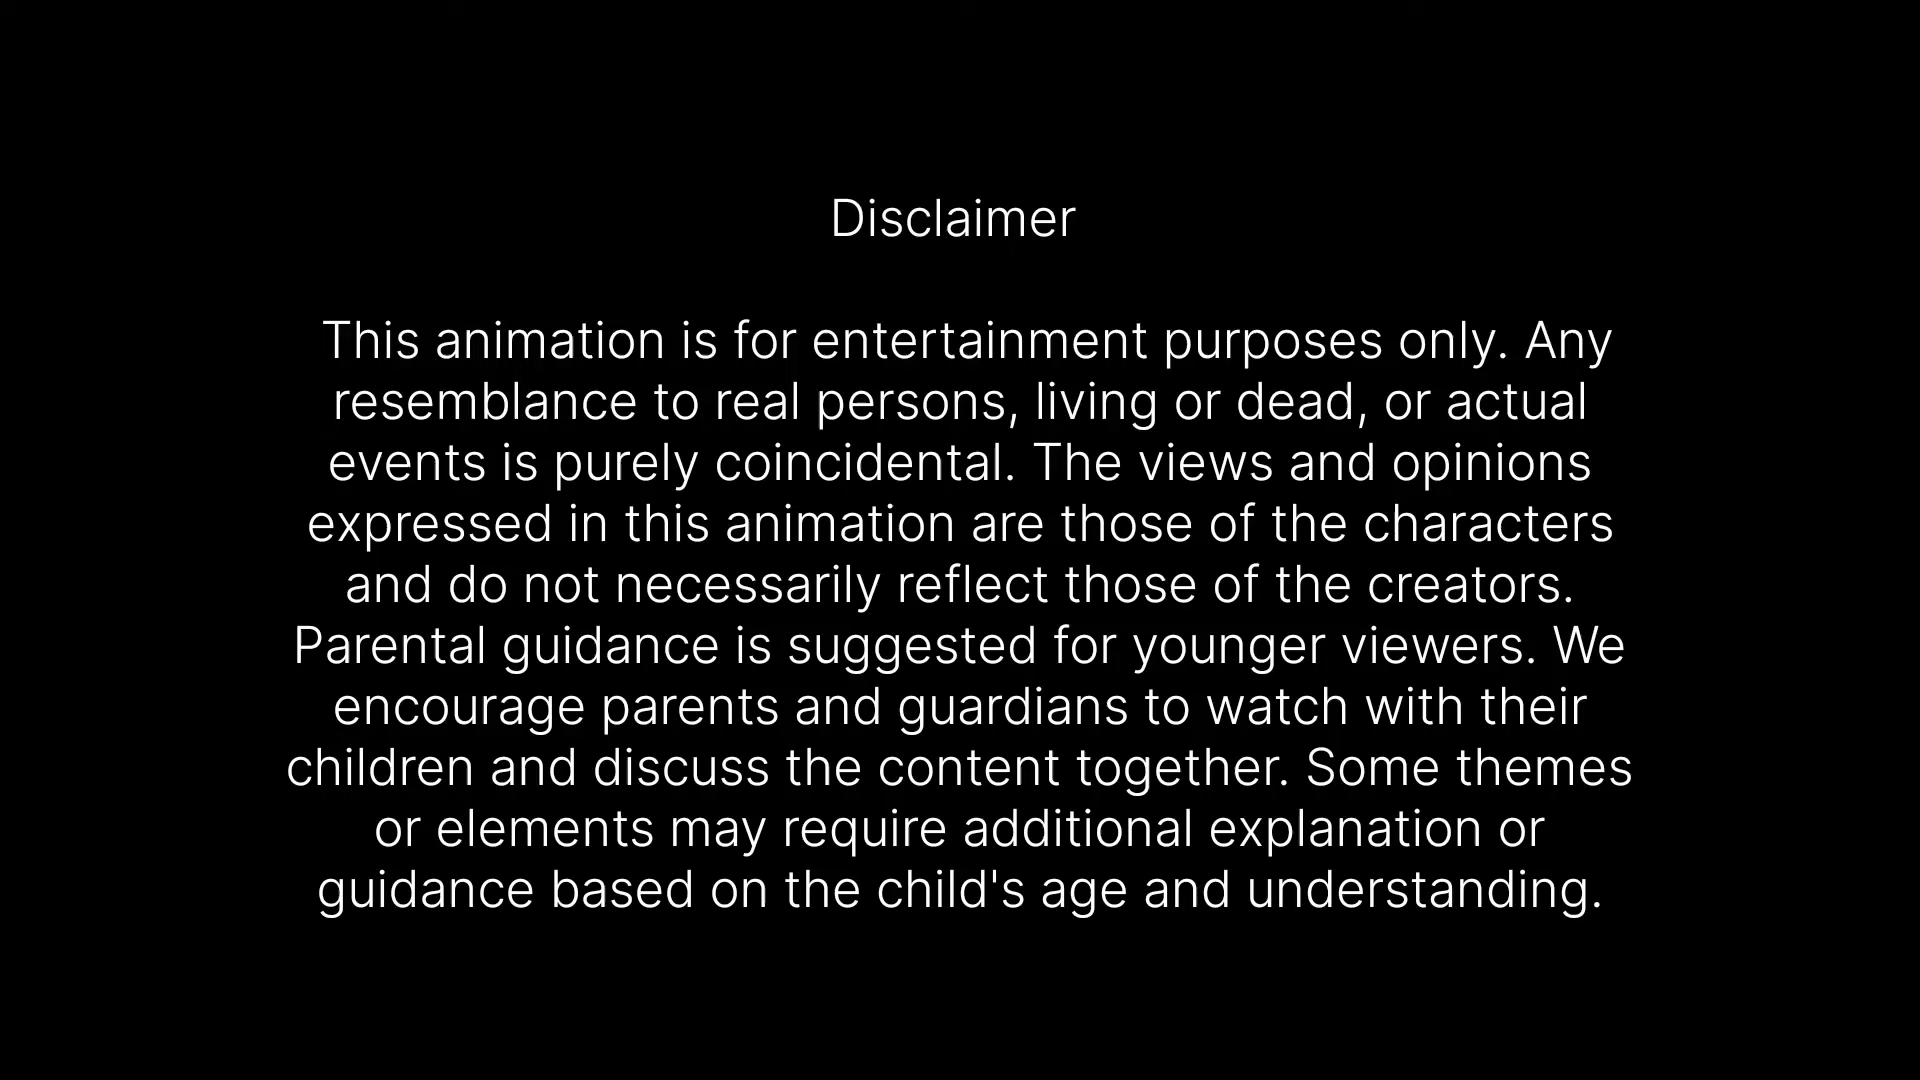 Disclaimer
This animation is for entertainment purposes only. Any
resemblance to real persons, living or dead, or actual
events is purely coincidental. The views and opinions
expressed in this animation are those of the characters
and do not necessarily reflect those of the creators.
Parental guidance is suggested for younger viewers. We
encourage parents and guardians to watch with their
children and discuss the content together. Some themes
or elements may require additional explanation or
guidance based on the child's age and understanding.